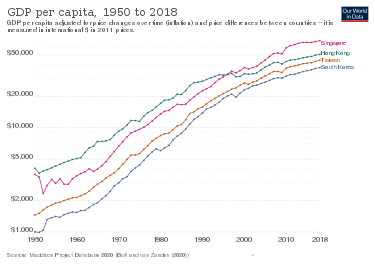 GDP per capita, 1950 to 2018
Our World
in Data
GDP per capita adjusted for price changes over time (inflation) and price differences between countries – it is
measured in international-$ in 2011 prices.
Singapore
$50,000
Hong Kong
Taiwan
South Korea
$20,000
$10,000
$5,000
$2,000
$1,000
1950 1960 1970 1980 1990 2000 2010 2018
Source: Maddison Project Database 2020 (Bolt and van Zanden (2020))